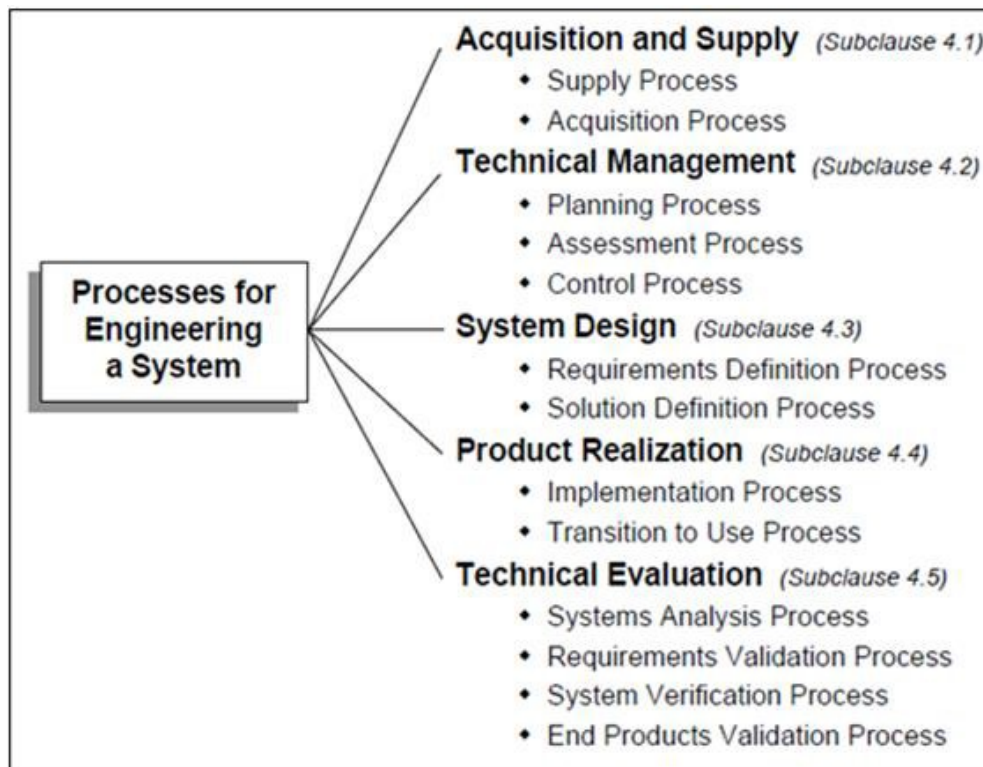 Acquisition and Supply (Subclause 4.1)
◆ Supply Process
◆ Acquisition Process
Technical Management (Subclause 4.2)
◆ Planning Process
◆ Assessment Process
◆ Control Process
Processes for
Engineering
a System
System Design (Subclause 4.3)
◆ Requirements Definition Process
◆ Solution Definition Process
Product Realization (Subclause 4.4)
◆ Implementation Process
◆ Transition to Use Process
Technical Evaluation (Subclause 4.5)
◆ Systems Analysis Process
◆ Requirements Validation Process
◆ System Verification Process
◆ End Products Validation Process